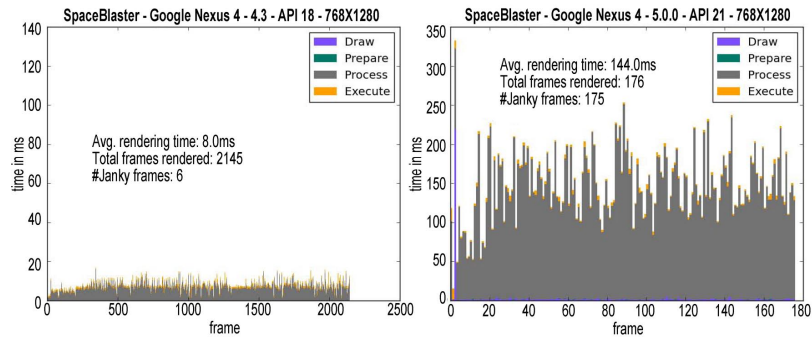 SpaceBlaster - Google Nexus 4 - 4.3 - API 18 - 768X1280
140
120
100
80
60
40
20
0
time in ms
Draw
Prepare
Process
Execute
Avg. rendering time: 8.0ms
Total frames rendered: 2145
#Janky frames: 6
0 500 1000 1500 2000 2500
frame
SpaceBlaster - Google Nexus 4 - 5.0.0 - API 21 - 768X1280
350
300
250
200
150
100
50
0
time in ms
Draw
Prepare
Process
Execute
Avg. rendering time: 144.0ms
Total frames rendered: 176
#Janky frames: 175
0 20 40 60 80 100 120 140 160 180
frame